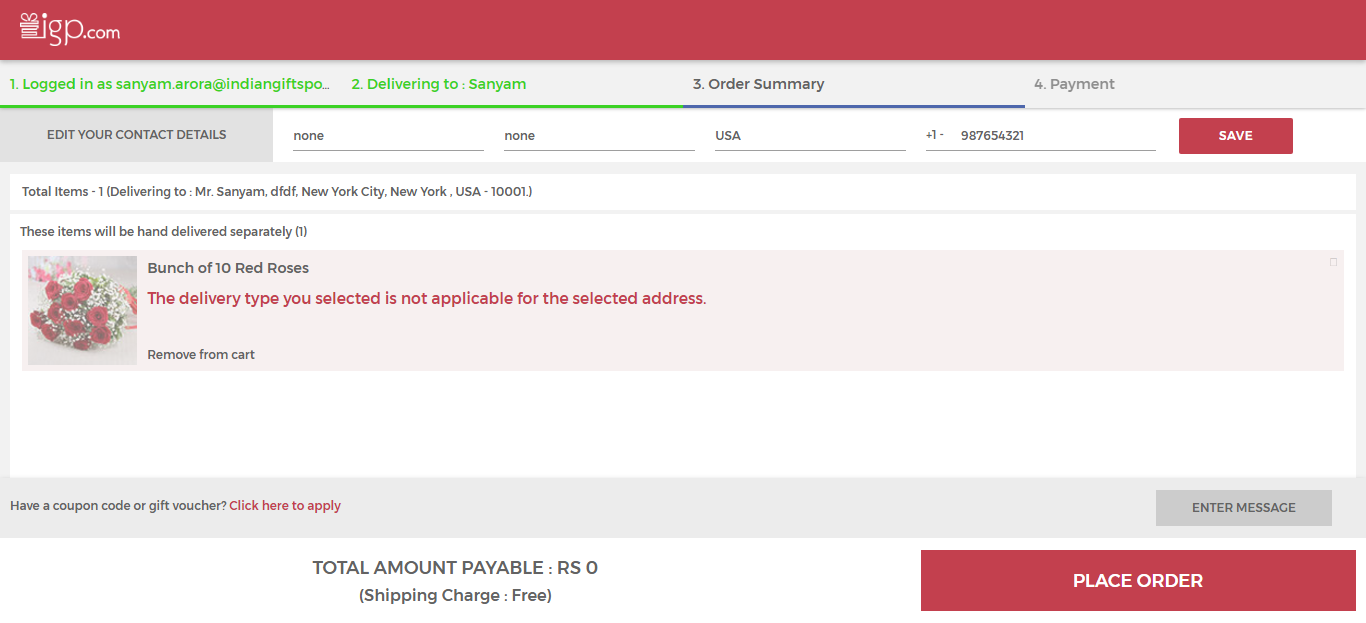 igp.com
1. Logged in as sanyam.arora@indiangiftspo...
2. Delivering to : Sanyam
3. Order Summary
4. Payment
EDIT YOUR CONTACT DETAILS
none
none
USA
+1 -
987654321
SAVE
Total Items - 1 (Delivering to : Mr. Sanyam, dfdf, New York City, New York , USA - 10001.)
These items will be hand delivered separately (1)
Bunch of 10 Red Roses
The delivery type you selected is not applicable for the selected address.
Remove from cart
Have a coupon code or gift voucher? Click here to apply
ENTER MESSAGE
TOTAL AMOUNT PAYABLE : RS 0
(Shipping Charge : Free)
PLACE ORDER